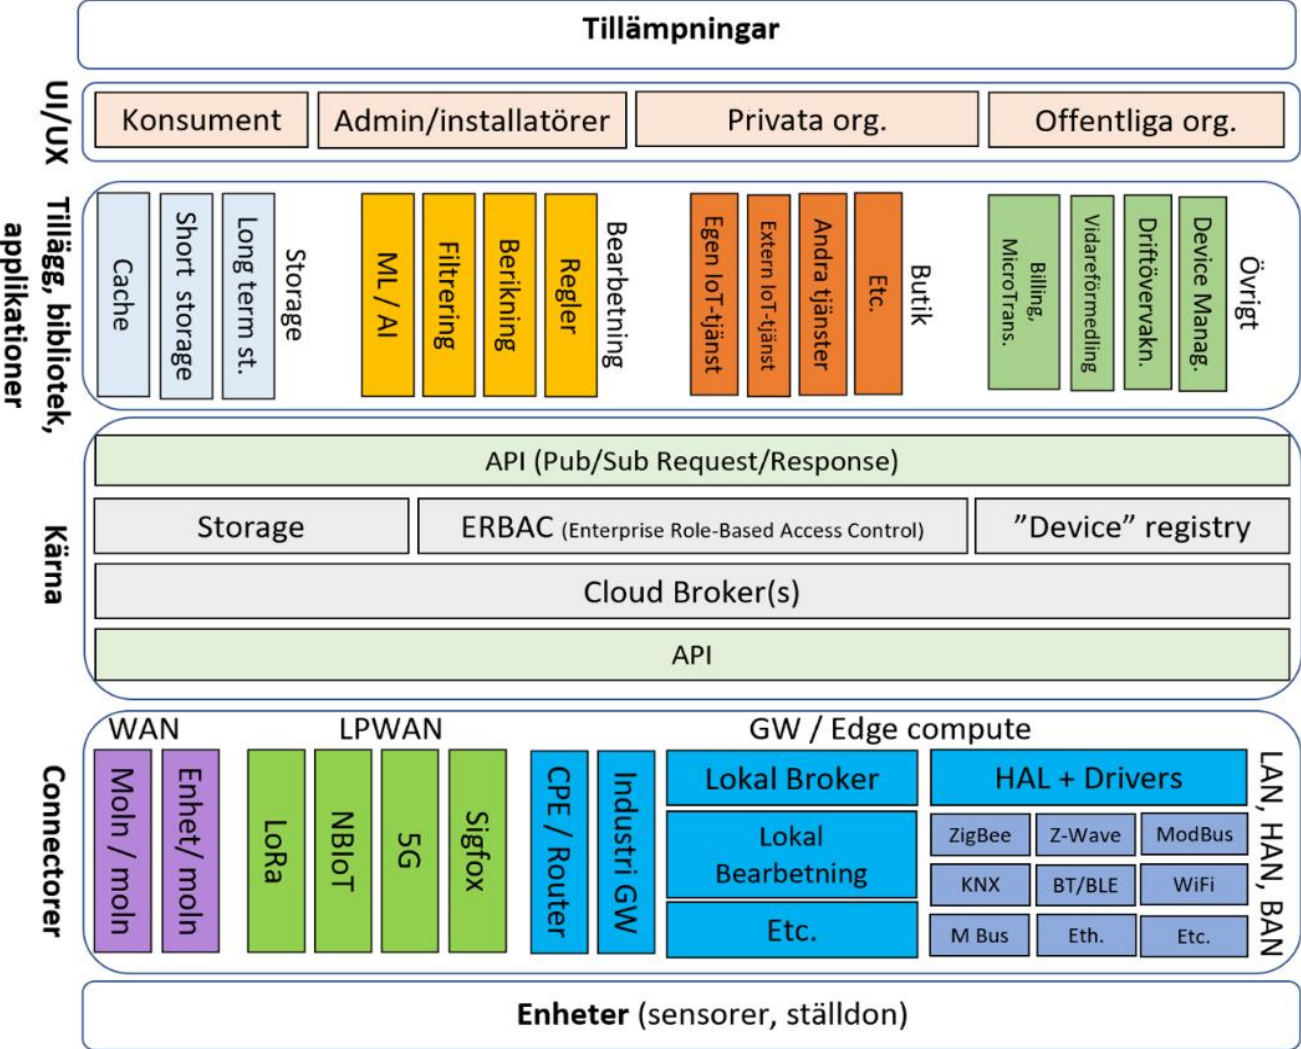 Tillämpningar
UI/UX
Konsument
Admin/installatörer
Privata org.
Offentliga org.
Tillägg, bibliotek,
applikationer
Cache
Short storage
Long term st.
Storage
ML / AI
Filtrering
Berikning
Regler
Bearbetning
Egen IoT-tjänst
Extern IoT-tjänst
Andra tjänster
Etc.
Butik
Billing,
MicroTrans.
Vidareförmedling
Driftövervakn.
Device Manag.
Övrigt
Kärna
API (Pub/Sub Request/Response)
Storage
ERBAC (Enterprise Role-Based Access Control)
”Device” registry
Cloud Broker(s)
API
Connectorer
WAN
Moln / moln
Enhet/ moln
LPWAN
LoRa
NBIoT
5G
Sigfox
GW / Edge compute
CPE / Router
Industri GW
Lokal Broker
Lokal
Bearbetning
Etc.
HAL + Drivers
ZigBee
Z-Wave
ModBus
KNX
BT/BLE
WiFi
M Bus
Eth.
Etc.
LAN, HAN, BAN
Enheter (sensorer, ställdon)